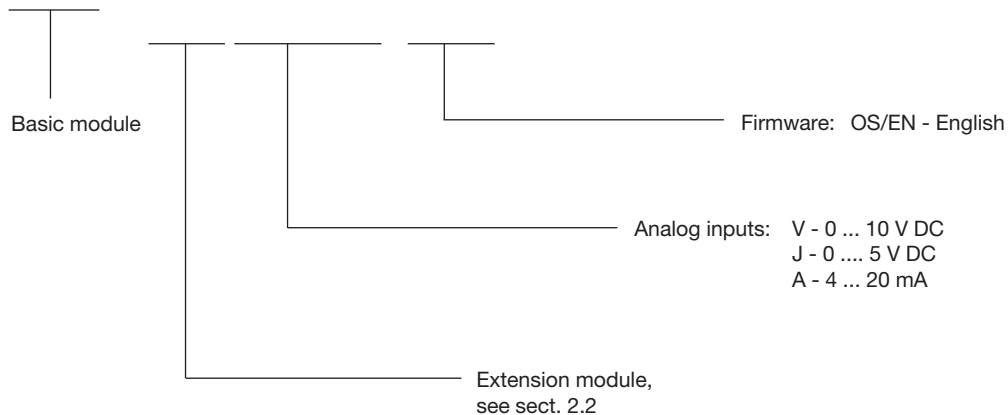 Basic module
Firmware: OS/EN - English
Analog inputs: V - 0 ... 10 V DC
J - 0 .... 5 V DC
A - 4 ... 20 mA
Extension module,
see sect. 2.2